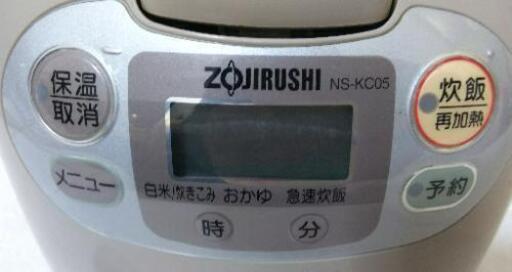 ZOJIRUSHI NS-KC05
保温
取消
炊飯
再加熱
メニュー
白米/炊きこみ おかゆ 急速炊飯
予約
時 分